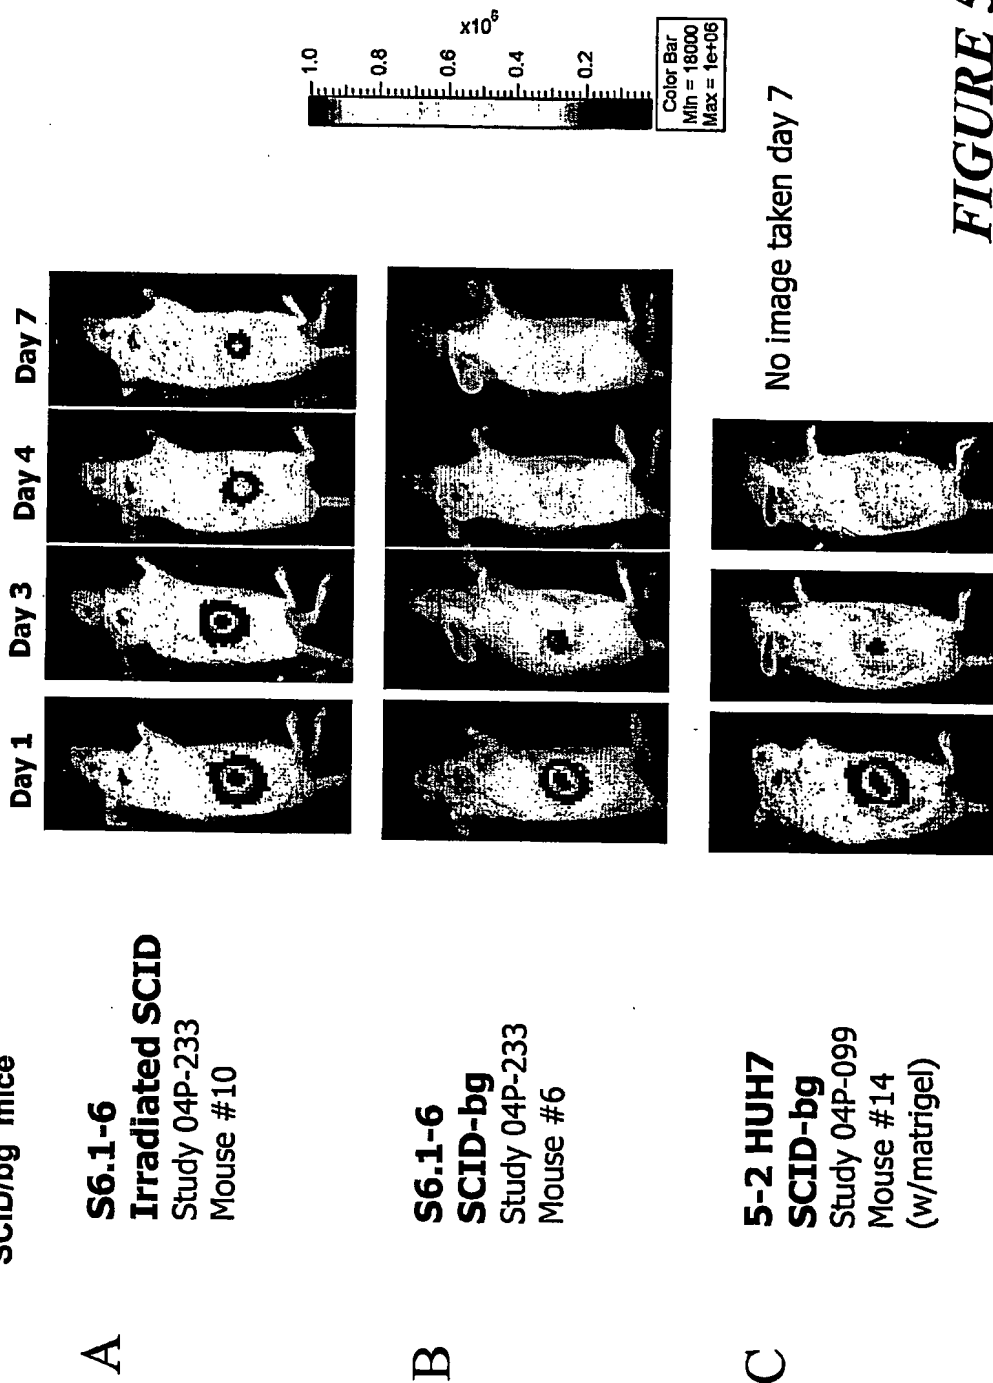 SCID/bg mice
Day 1 Day 3 Day 4 Day 7
A
S6.1-6
Irradiated SCID
Study 04P-233
Mouse #10
B
S6.1-6
SCID-bg
Study 04P-233
Mouse #6
C
5-2 HUH7
SCID-bg
Study 04P-099
Mouse #14
(w/matrigel)
No image taken day 7
1.0
0.8
0.6
0.4
0.2
x10⁶
Color Bar
Min = 18000
Max = 1e+06
FIGURE 5